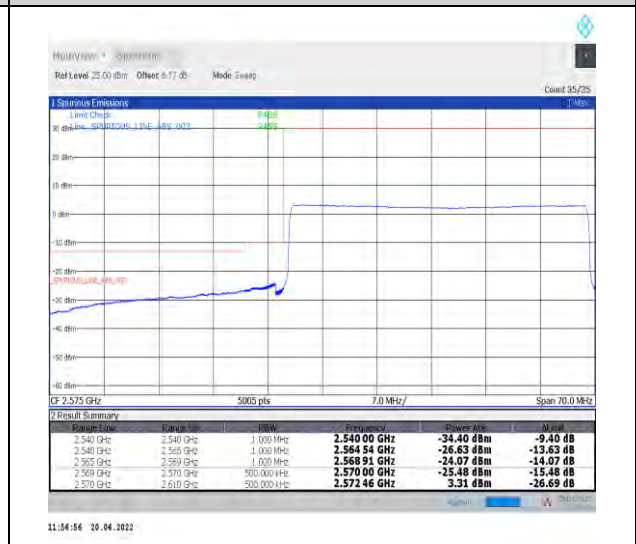 MultiView
Ref Level 25.00 dBm Offset 6.77 dB Mode Sweep
Count 35/35
1 Spurious Emissions
Limit Check PASS
30 dBm Line _SPURIOUS_LINE_ABS_ PASS
20 dBm
10 dBm
0 dBm
-10 dBm
-20 dBm
_SPURIOUS_LINE_ABS_
-30 dBm
-40 dBm
-50 dBm
-60 dBm
CF 2.575 GHz 5005 pts 7.0 MHz/ Span 70.0 MHz
2 Result Summary
Range Low Range Up RBW Frequency Power Abs ΔLimit
2.540 GHz 2.540 GHz 1.000 MHz 2.540 00 GHz -34.40 dBm -9.40 dB
2.540 GHz 2.565 GHz 1.000 MHz 2.564 54 GHz -26.63 dBm -13.63 dB
2.565 GHz 2.569 GHz 1.000 MHz 2.568 91 GHz -24.07 dBm -14.07 dB
2.569 GHz 2.570 GHz 500.000 kHz 2.570 00 GHz -25.48 dBm -15.48 dB
2.570 GHz 2.610 GHz 500.000 kHz 2.572 46 GHz 3.31 dBm -26.69 dB
11:56:56 20.04.2022